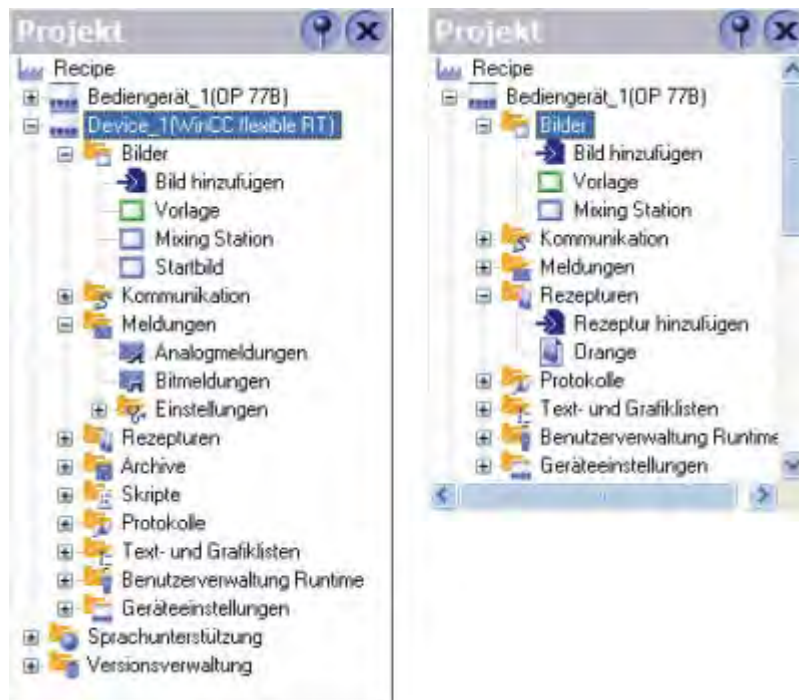 Projekt
Recipe
Bediengerät_1(OP 77B)
Device_1(WinCC flexible RT)
Bilder
Bild hinzufügen
Vorlage
Mixing Station
Startbild
Kommunikation
Meldungen
Analogmeldungen
Bitmeldungen
Einstellungen
Rezepturen
Archive
Skripte
Protokolle
Text- und Grafiklisten
Benutzerverwaltung Runtime
Geräteeinstellungen
Sprachunterstützung
Versionsverwaltung
Projekt
Recipe
Bediengerät_1(OP 77B)
Bilder
Bild hinzufügen
Vorlage
Mixing Station
Kommunikation
Meldungen
Rezepturen
Rezeptur hinzufügen
Orange
Protokolle
Text- und Grafiklisten
Benutzerverwaltung Runtime
Geräteeinstellungen